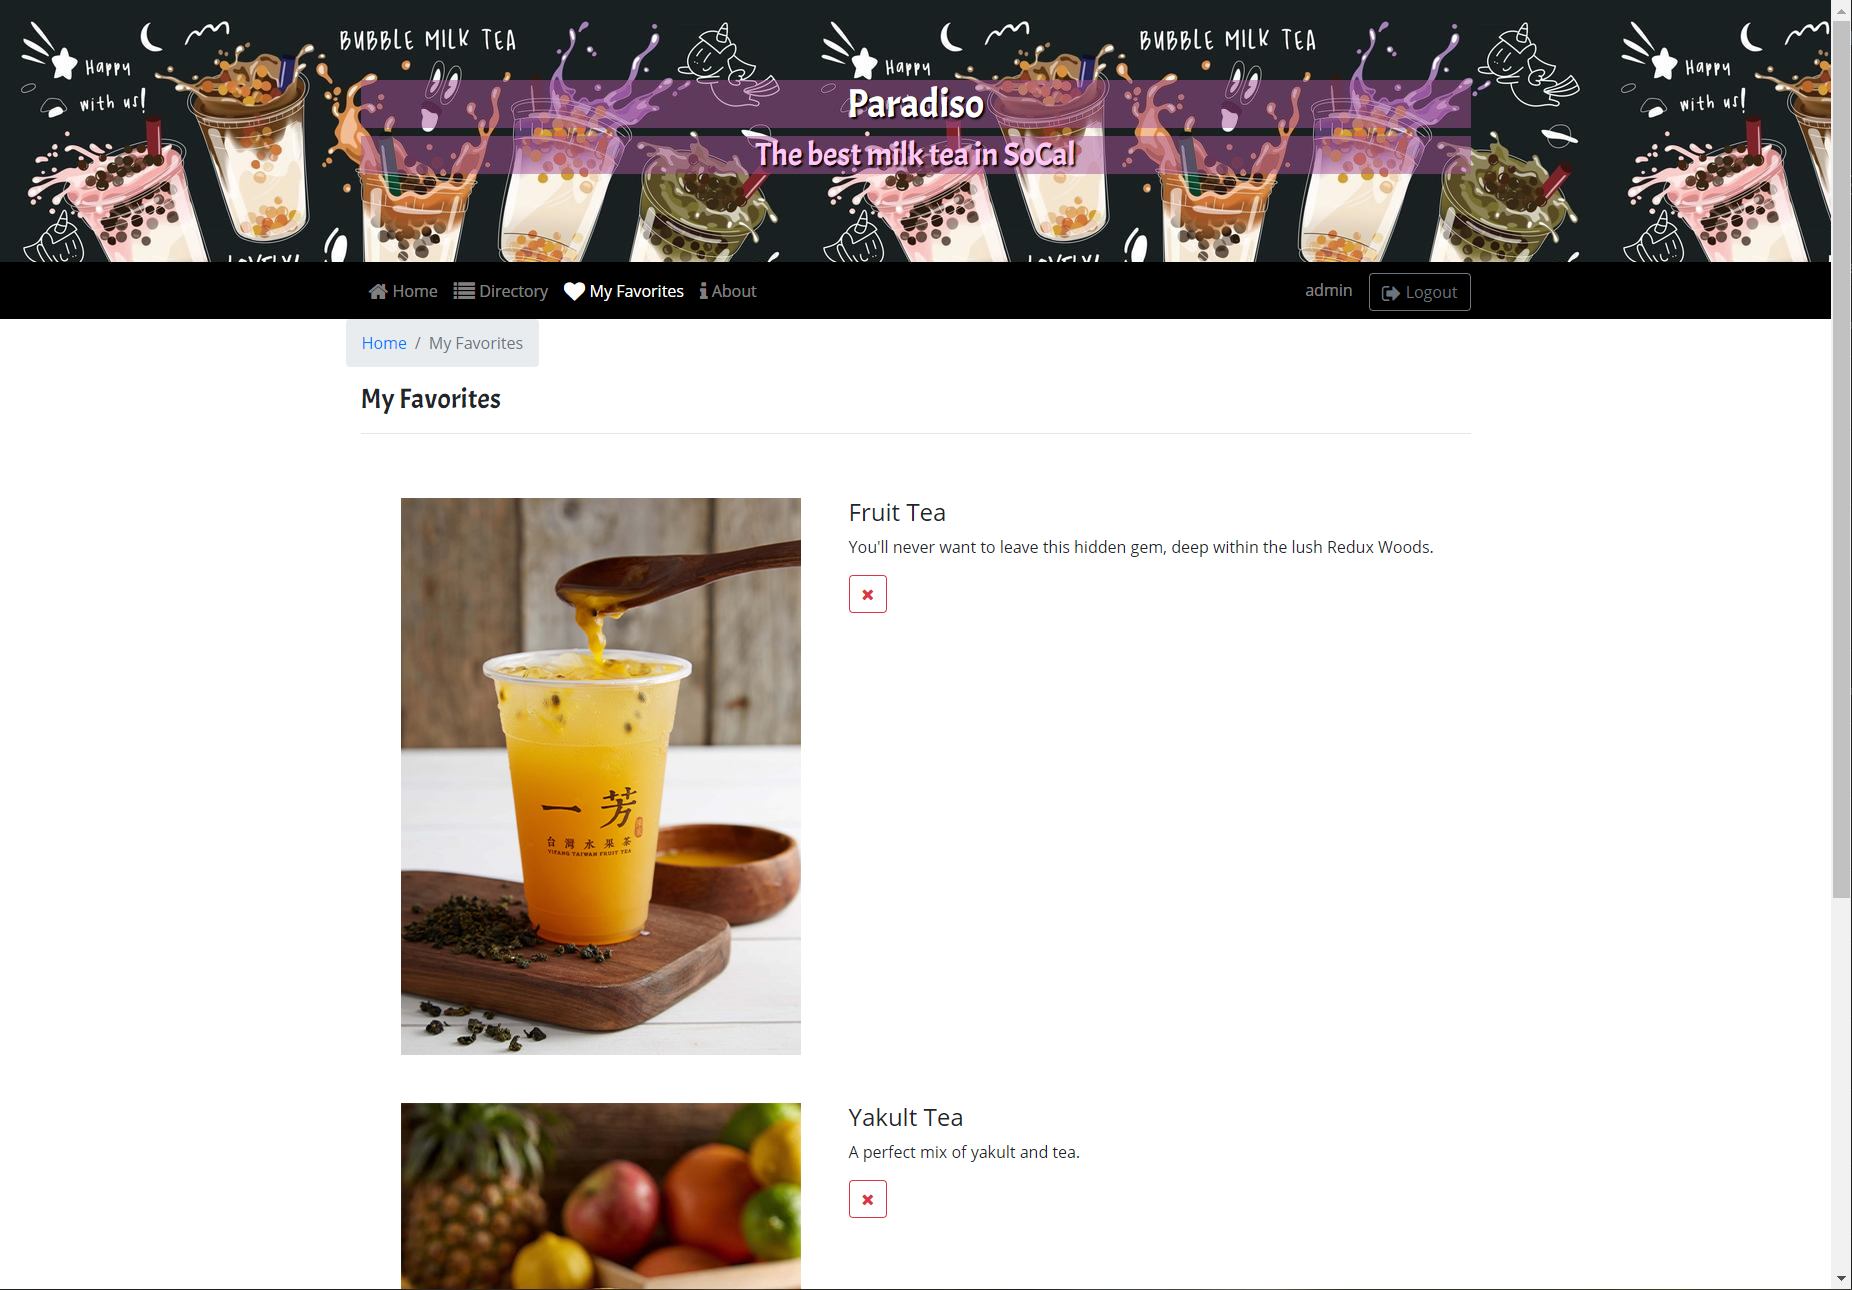 BUBBLE MILK TEA
BUBBLE MILK TEA
Happy
with us!
Happy
with us!
Happy
with us!
Paradiso
The best milk tea in SoCal
LOVELY!
LOVELY!
Home
Directory
My Favorites
About
admin
Logout
Home / My Favorites
My Favorites
Fruit Tea
You'll never want to leave this hidden gem, deep within the lush Redux Woods.
一芳
台灣水果茶
YIFANG TAIWAN FRUIT TEA
Yakult Tea
A perfect mix of yakult and tea.